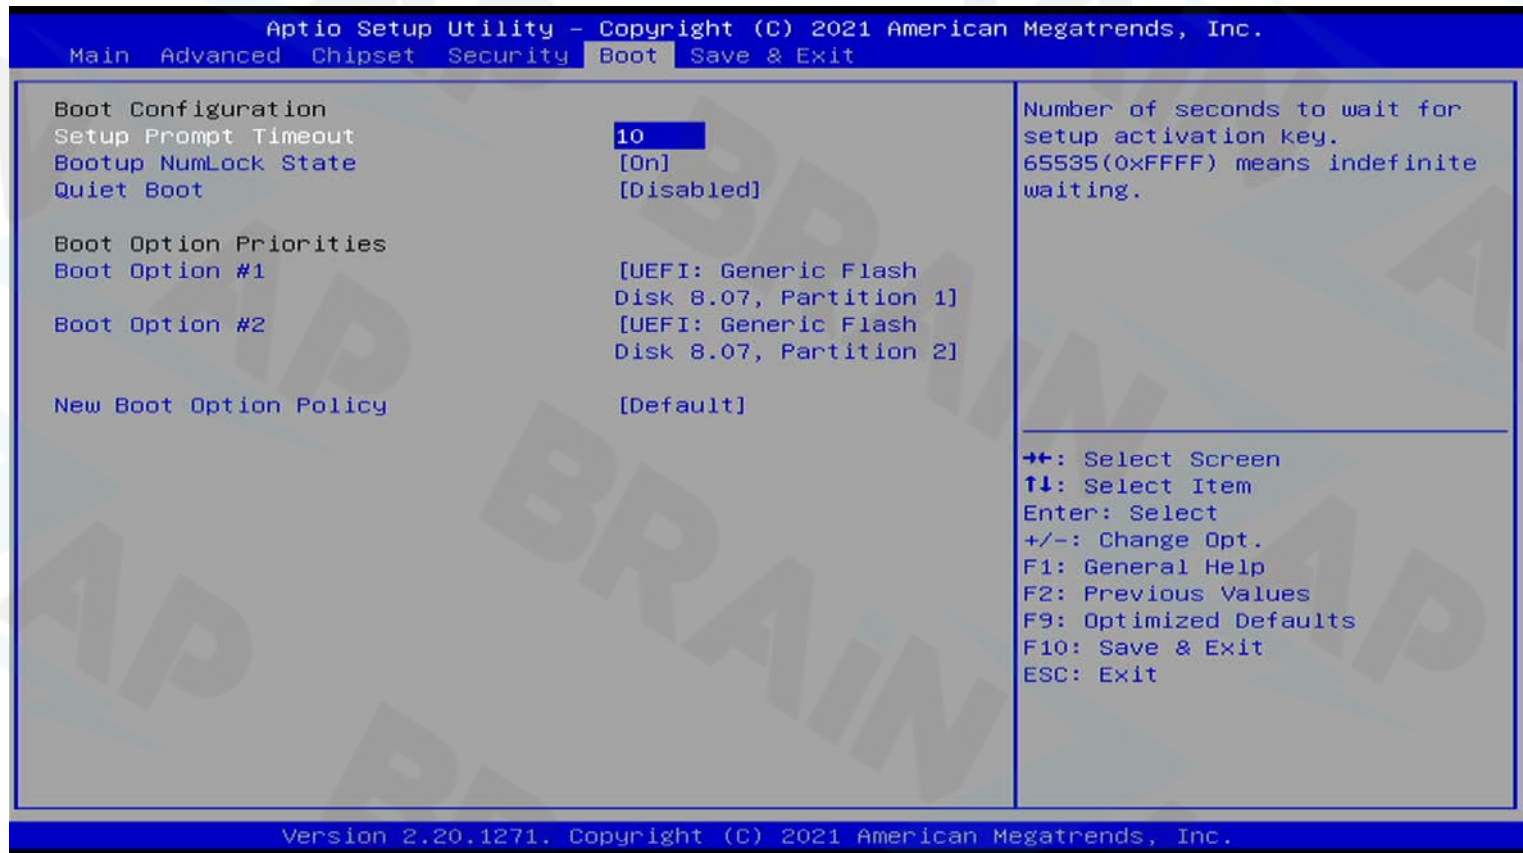 Aptio Setup Utility – Copyright (C) 2021 American Megatrends, Inc.
Main Advanced Chipset Security Boot Save & Exit
Boot Configuration
Setup Prompt Timeout 10
Bootup NumLock State [On]
Quiet Boot [Disabled]
Boot Option Priorities
Boot Option #1 [UEFI: Generic Flash
Disk 8.07, Partition 1]
Boot Option #2 [UEFI: Generic Flash
Disk 8.07, Partition 2]
New Boot Option Policy [Default]
Number of seconds to wait for
setup activation key.
65535(0xFFFF) means indefinite
waiting.
→←: Select Screen
↑↓: Select Item
Enter: Select
+/-: Change Opt.
F1: General Help
F2: Previous Values
F9: Optimized Defaults
F10: Save & Exit
ESC: Exit
Version 2.20.1271. Copyright (C) 2021 American Megatrends, Inc.
BRAiN
BRAiN